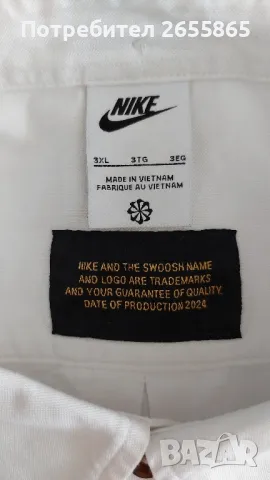 Потребител 2655865
NIKE
3XL 3TG 3EG
MADE IN VIETNAM
FABRIQUE AU VIETNAM
NIKE AND THE SWOOSH NAME
AND LOGO ARE TRADEMARKS
AND YOUR GUARANTEE OF QUALITY.
DATE OF PRODUCTION 2024
BAZAR